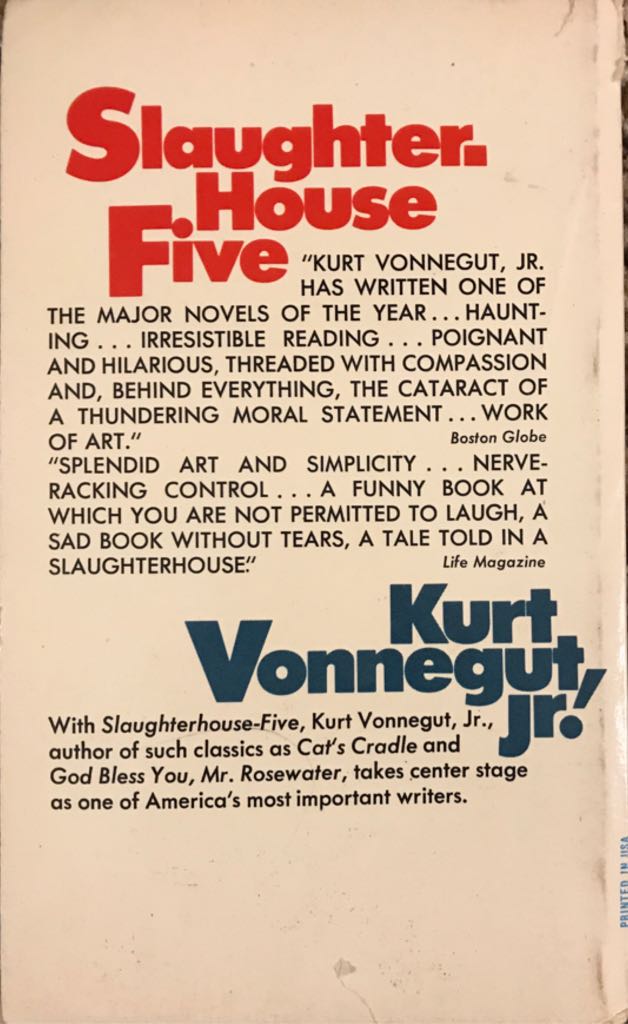 Slaughter-
House
Five
"KURT VONNEGUT, JR.
HAS WRITTEN ONE OF
THE MAJOR NOVELS OF THE YEAR... HAUNT-
ING... IRRESISTIBLE READING... POIGNANT
AND HILARIOUS, THREADED WITH COMPASSION
AND, BEHIND EVERYTHING, THE CATARACT OF
A THUNDERING MORAL STATEMENT... WORK
OF ART." Boston Globe
"SPLENDID ART AND SIMPLICITY... NERVE-
RACKING CONTROL... A FUNNY BOOK AT
WHICH YOU ARE NOT PERMITTED TO LAUGH, A
SAD BOOK WITHOUT TEARS, A TALE TOLD IN A
SLAUGHTERHOUSE." Life Magazine
Kurt
Vonnegut,
jr.!
With Slaughterhouse-Five, Kurt Vonnegut, Jr.,
author of such classics as Cat's Cradle and
God Bless You, Mr. Rosewater, takes center stage
as one of America's most important writers.
PRINTED IN USA